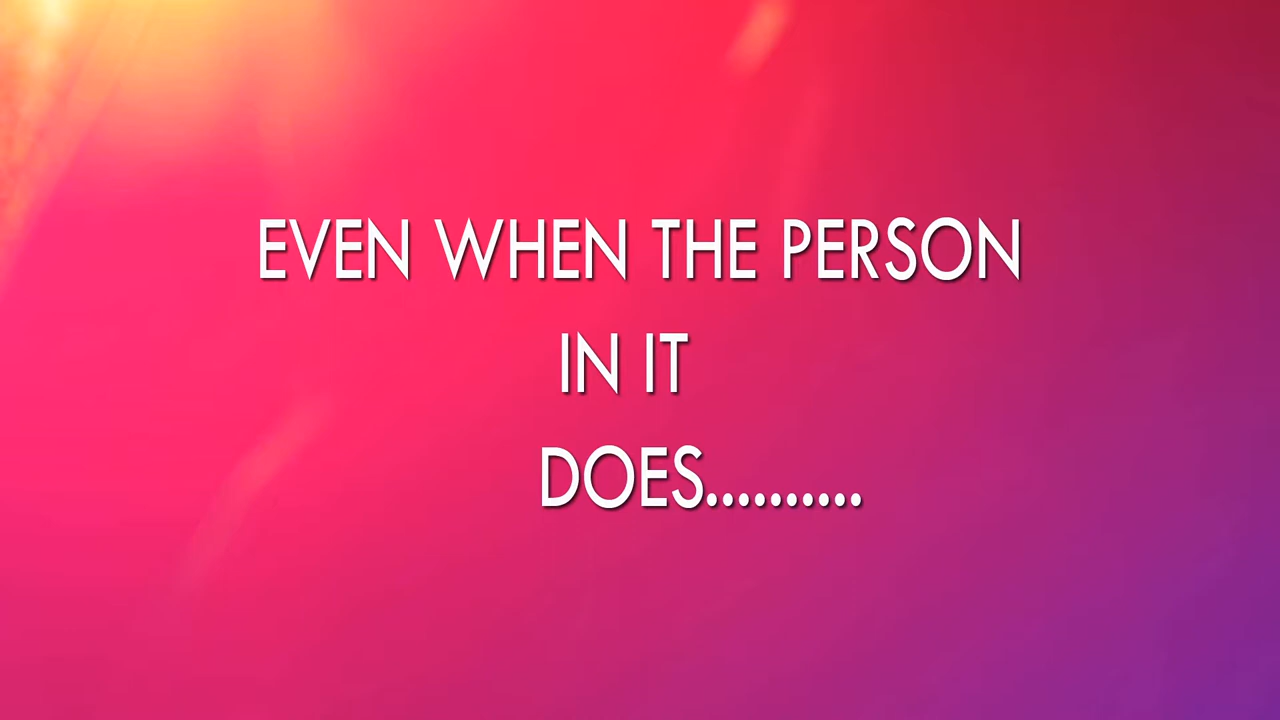 EVEN WHEN THE PERSON
IN IT
DOES..........